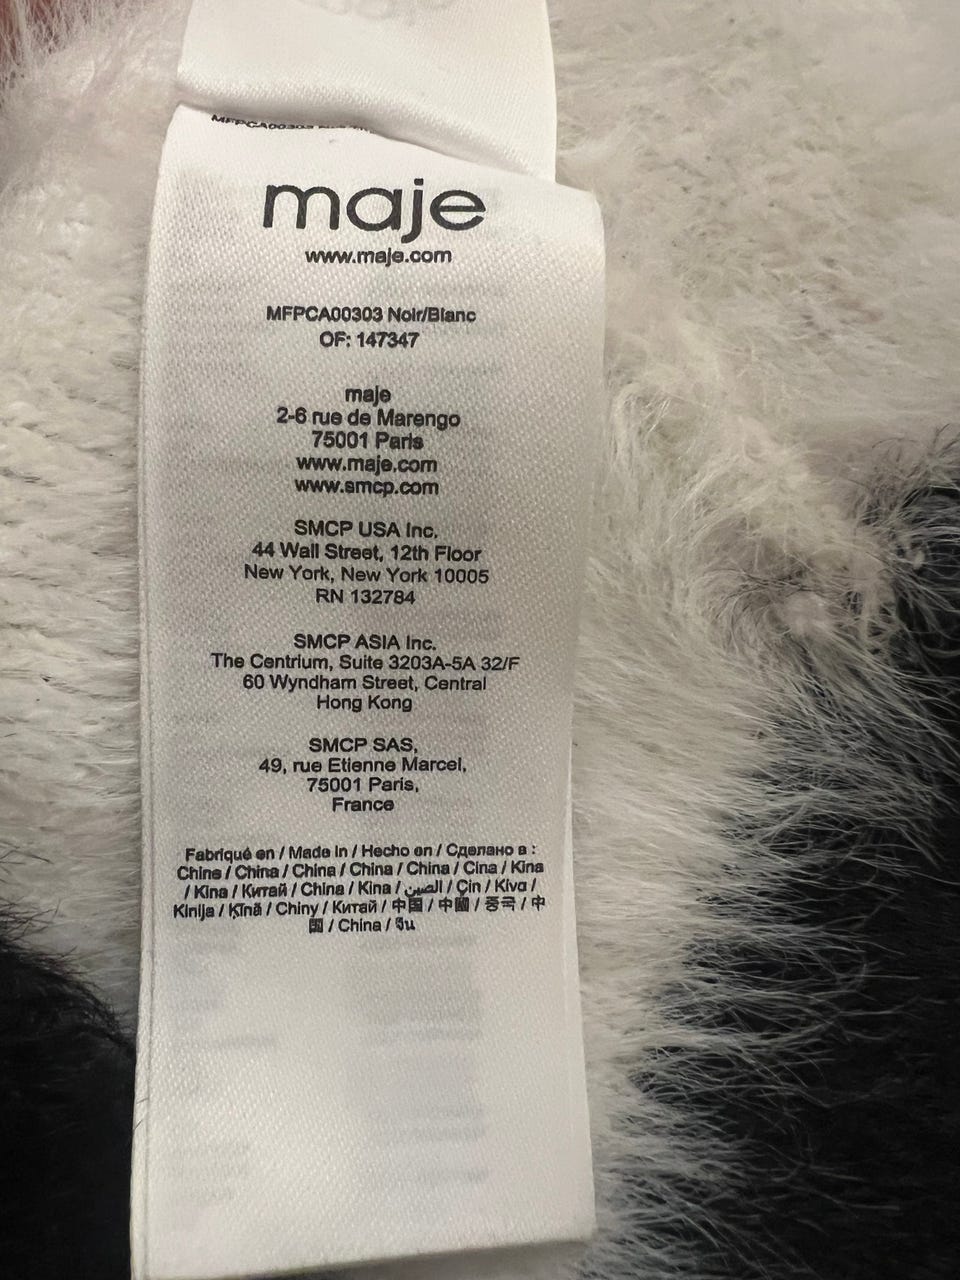 maje
www.maje.com
MFPCA00303 Noir/Blanc
OF: 147347
maje
2-6 rue de Marengo
75001 Paris
www.maje.com
www.smcp.com
SMCP USA Inc,
44 Wall Street, 12th Floor
New York, New York 10005
RN 132784
SMCP ASIA Inc.
The Centrium, Suite 3203A-5A 32/F
60 Wyndham Street, Central
Hong Kong
SMCP SAS,
49, rue Etienne Marcel,
75001 Paris,
France
Fabriqué en / Made in / Hecho en / Сделано в :
Chine / China / China / China / China / Cina / Kina
/ Kina / Китай / China / Kina / الصين / Çin / Κίνα /
Kinija / Ķīnā / Chiny / Китай / 中国 / 中國 / 중국 / 中
国 / China / จีน